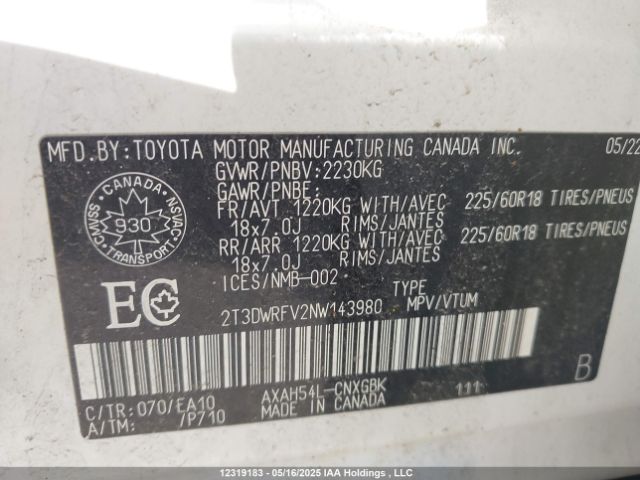 MFD.BY:TOYOTA MOTOR MANUFACTURING CANADA INC. 05/22
GVWR/PNBV:2230KG
GAWR/PNBE:
FR/AVT 1220KG WITH/AVEC 225/60R18 TIRES/PNEUS
18x7.0J RIMS/JANTES
RR/ARR 1220KG WITH/AVEC 225/60R18 TIRES/PNEUS
18x7.0J RIMS/JANTES
ICES/NMB-002
TYPE
2T3DWRFV2NW143980 MPV/VTUM
CANADA
CMVSS NSVAC
930
TRANSPORT
EC
B
C/TR:070/EA10 AXAH54L-CNXGBK 111
A/TM: /P710 MADE IN CANADA
12319183 - 05/16/2025 IAA Holdings, LLC